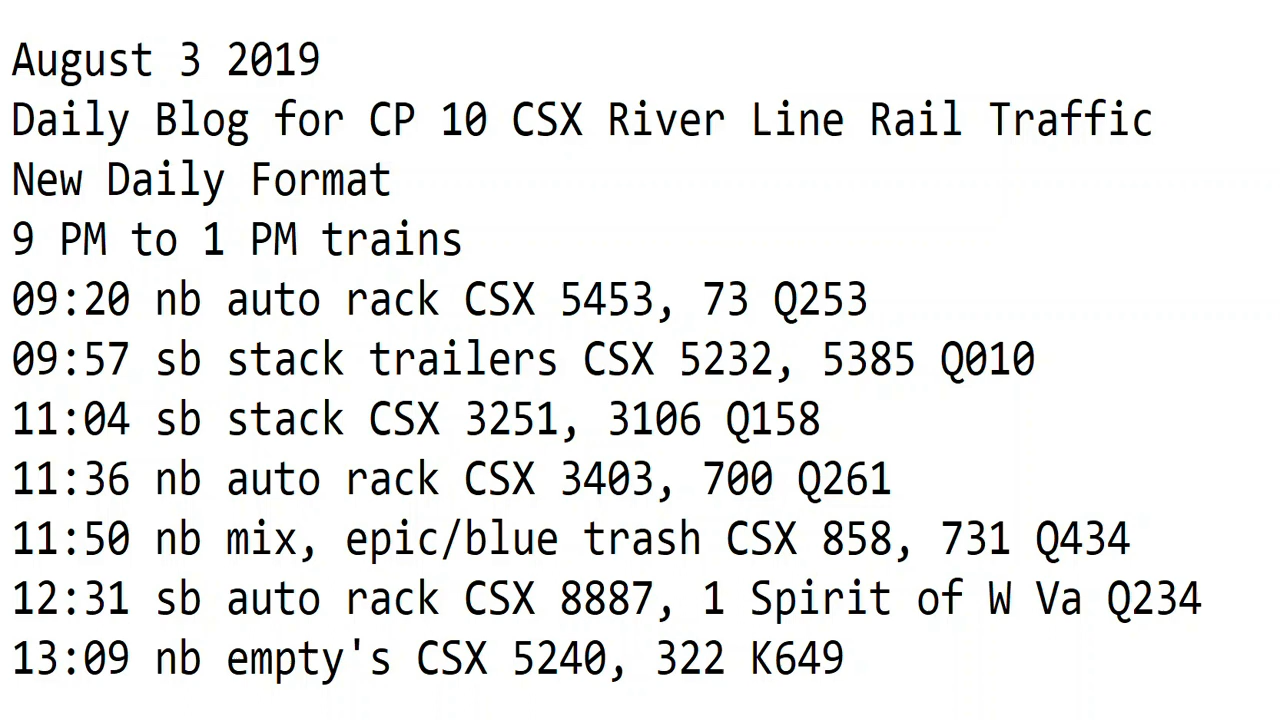 August 3 2019
Daily Blog for CP 10 CSX River Line Rail Traffic
New Daily Format
9 PM to 1 PM trains
09:20 nb auto rack CSX 5453, 73 Q253
09:57 sb stack trailers CSX 5232, 5385 Q010
11:04 sb stack CSX 3251, 3106 Q158
11:36 nb auto rack CSX 3403, 700 Q261
11:50 nb mix, epic/blue trash CSX 858, 731 Q434
12:31 sb auto rack CSX 8887, 1 Spirit of W Va Q234
13:09 nb empty's CSX 5240, 322 K649